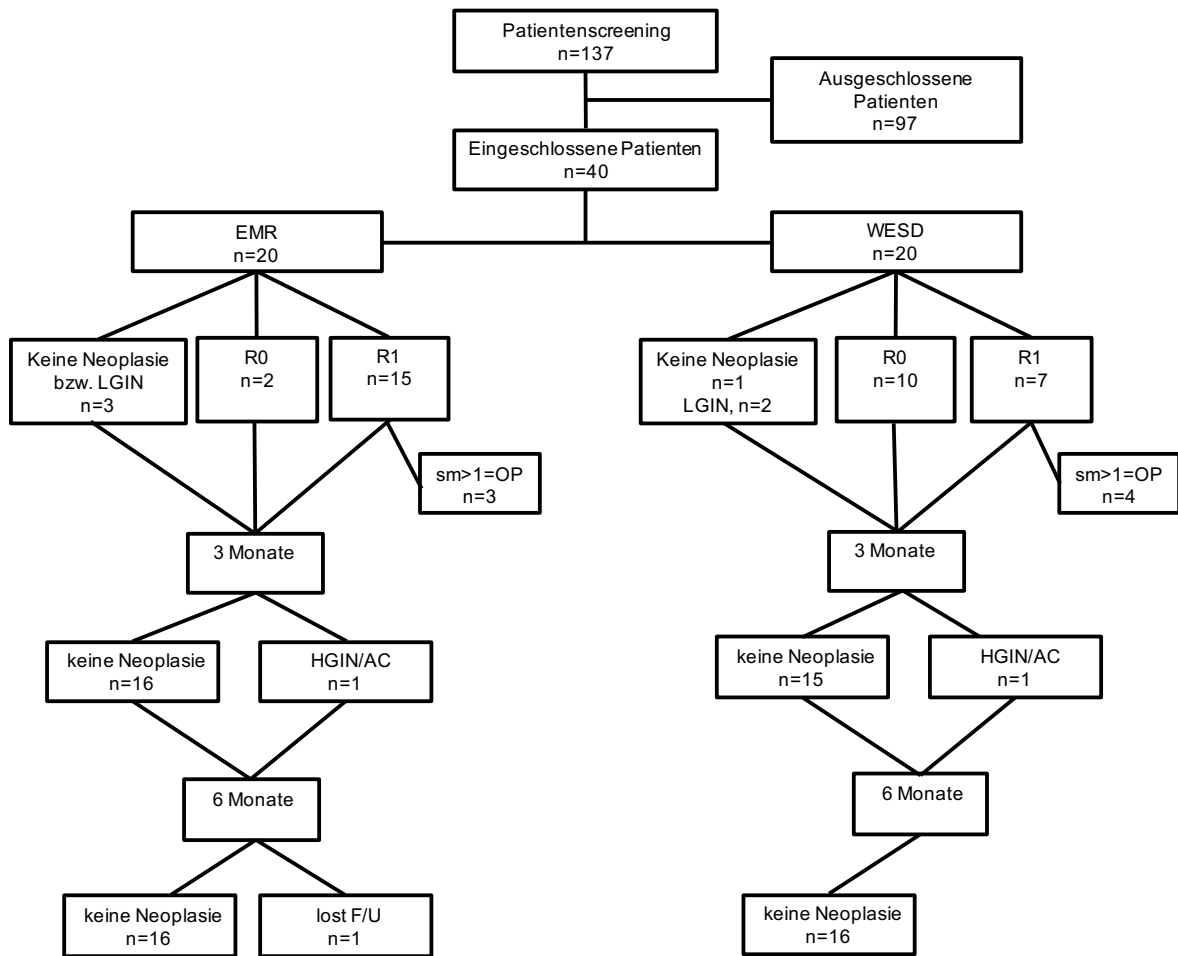 Patientenscreening
n=137
Ausgeschlossene
Patienten
n=97
Eingeschlossene Patienten
n=40
EMR
n=20
WESD
n=20
Keine Neoplasie
bzw. LGIN
n=3
R0
n=2
R1
n=15
Keine Neoplasie
n=1
LGIN, n=2
R0
n=10
R1
n=7
sm>1=OP
n=3
sm>1=OP
n=4
3 Monate
3 Monate
keine Neoplasie
n=16
HGIN/AC
n=1
keine Neoplasie
n=15
HGIN/AC
n=1
6 Monate
6 Monate
keine Neoplasie
n=16
lost F/U
n=1
keine Neoplasie
n=16